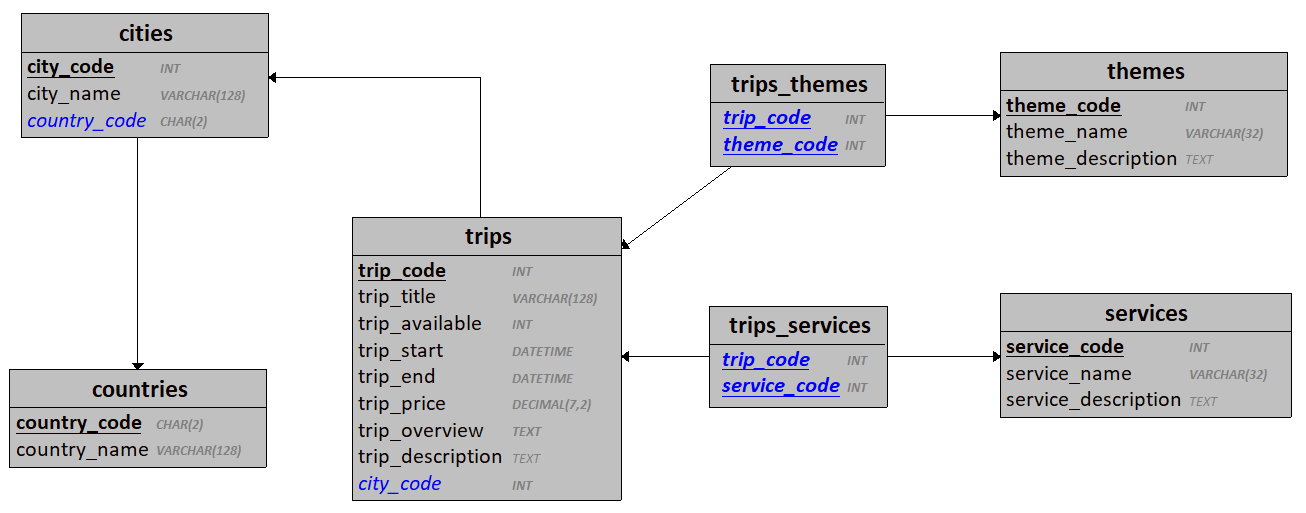 cities
city_code INT
city_name VARCHAR(128)
country_code CHAR(2)
countries
country_code CHAR(2)
country_name VARCHAR(128)
trips
trip_code INT
trip_title VARCHAR(128)
trip_available INT
trip_start DATETIME
trip_end DATETIME
trip_price DECIMAL(7,2)
trip_overview TEXT
trip_description TEXT
city_code INT
trips_themes
trip_code INT
theme_code INT
themes
theme_code INT
theme_name VARCHAR(32)
theme_description TEXT
trips_services
trip_code INT
service_code INT
services
service_code INT
service_name VARCHAR(32)
service_description TEXT